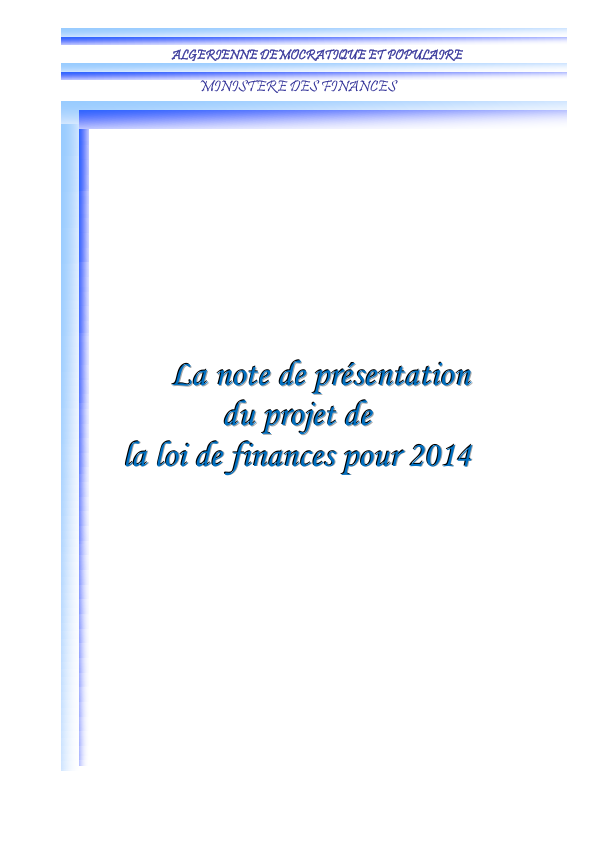 ALGERIENNE DEMOCRATIQUE ET POPULAIRE
MINISTERE DES FINANCES
La note de présentation
du projet de
la loi de finances pour 2014